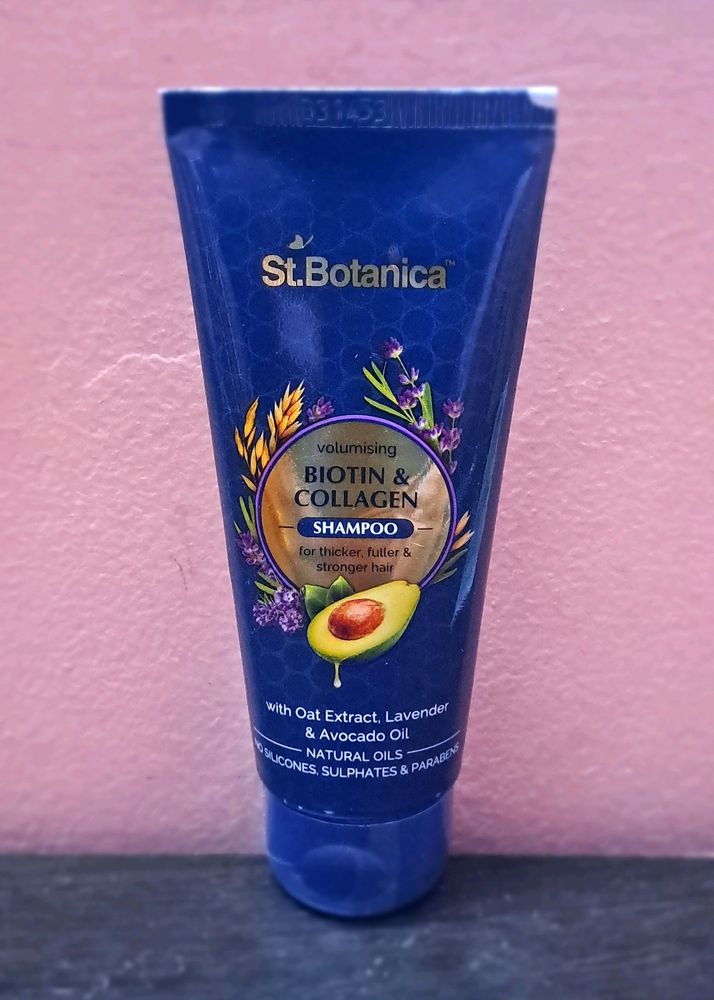 St.Botanica™
volumising
BIOTIN &
COLLAGEN
SHAMPOO
for thicker, fuller &
stronger hair
with Oat Extract, Lavender
& Avocado Oil
NATURAL OILS
NO SILICONES, SULPHATES & PARABENS